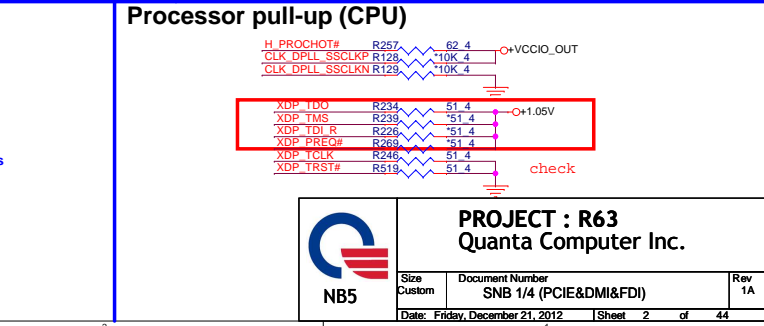 Processor pull-up (CPU)
H_PROCHOT# R257 62_4 +VCCIO_OUT
CLK_DPLL_SSCLKP R128 *10K_4
CLK_DPLL_SSCLKN R129 *10K_4
XDP_TDO R234 51_4 +1.05V
XDP_TMS R239 *51_4
XDP_TDI_R R226 *51_4
XDP_PREQ# R269 *51_4
XDP_TCLK R246 51_4
XDP_TRST# R519 51_4
check
s
PROJECT : R63
Quanta Computer Inc.
NB5
Size Document Number Rev
Custom SNB 1/4 (PCIE&DMI&FDI) 1A
Date: Friday, December 21, 2012 Sheet 2 of 44